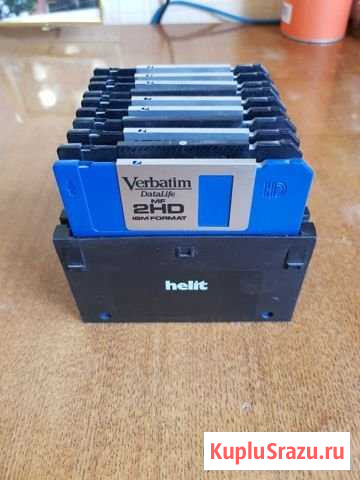 Verbatim
DataLife
MF
2HD
IBM FORMAT
HD
helit
KupluSrazu.ru